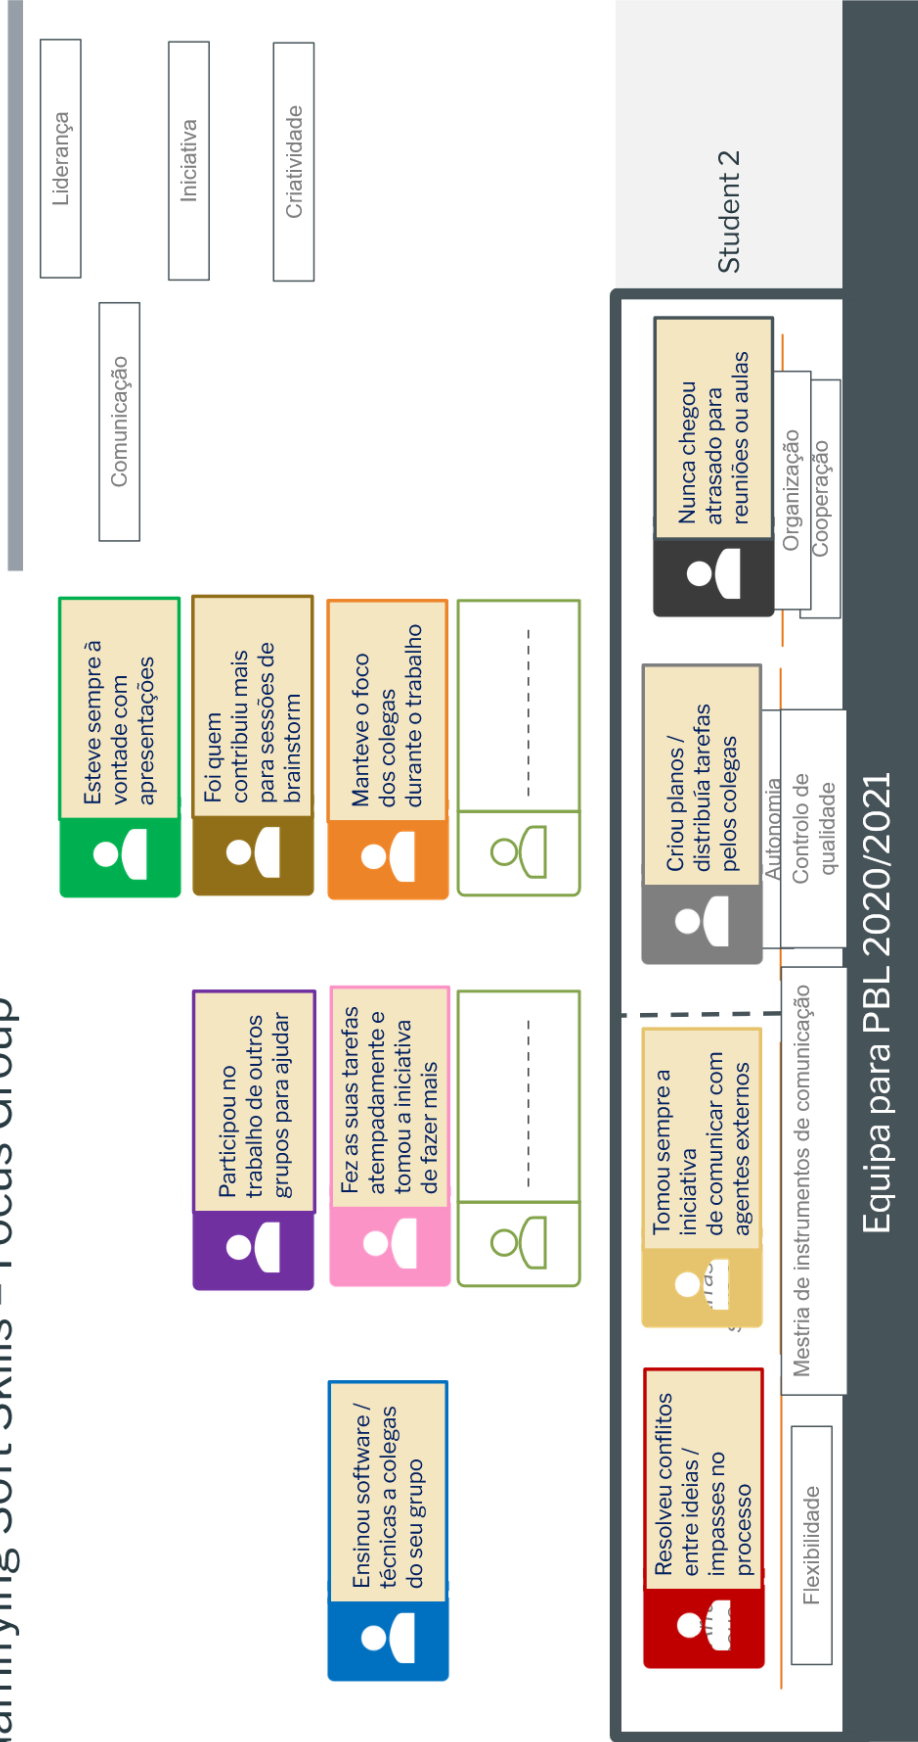 Soft Skills – Focus Group
Liderança
Comunicação
Iniciativa
Criatividade
Esteve sempre à
vontade com
apresentações
Participou no
trabalho de outros
grupos para ajudar
Foi quem
contribuiu mais
para sessões de
brainstorm
Ensinou software /
técnicas a colegas
do seu grupo
Fez as suas tarefas
atempadamente e
tomou a iniciativa
de fazer mais
Manteve o foco
dos colegas
durante o trabalho
Resolveu conflitos
entre ideias /
impasses no
processo
Tomou sempre a
iniciativa
de comunicar com
agentes externos
Criou planos /
distribuía tarefas
pelos colegas
Nunca chegou
atrasado para
reuniões ou aulas
Student 2
Flexibilidade
Mestria de instrumentos de comunicação
Autonomia
Controlo de
qualidade
Organização
Cooperação
Equipa para PBL 2020/2021